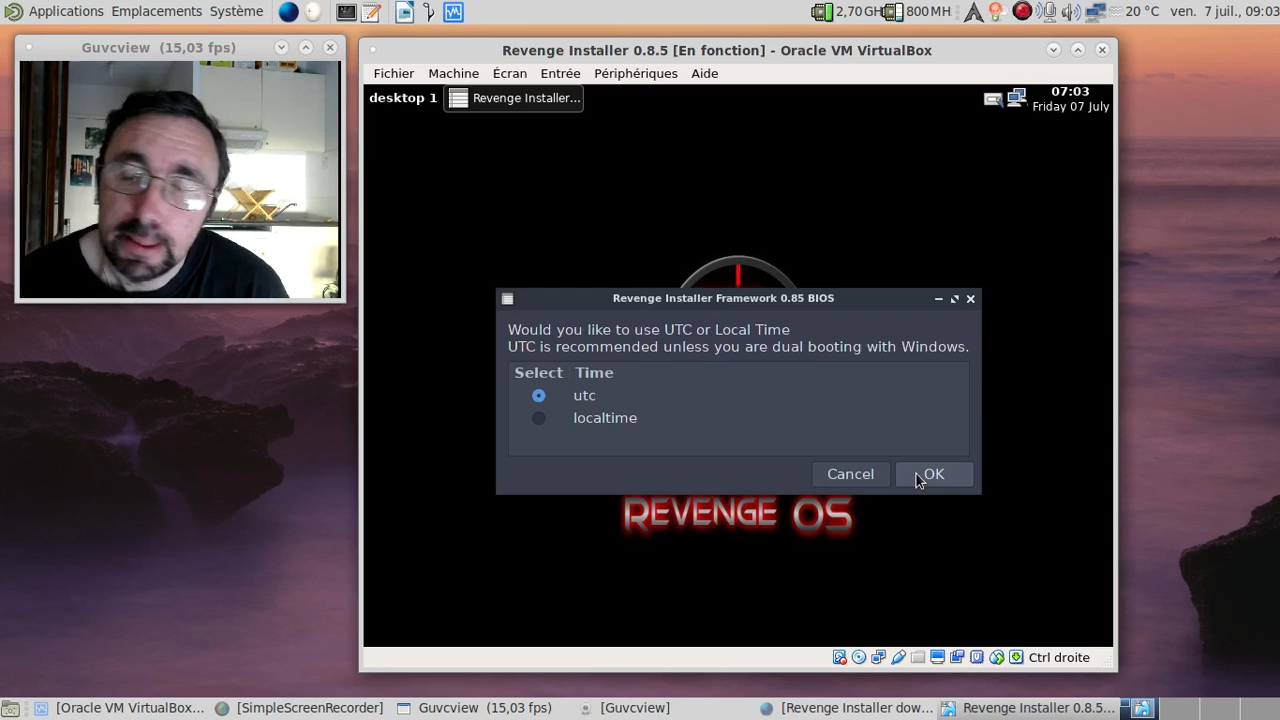 Applications Emplacements Système
2,70 GH 800 MH 20 °C ven. 7 juil., 09:03
Guvcview (15,03 fps)
Revenge Installer 0.8.5 [En fonction] - Oracle VM VirtualBox
Fichier Machine Écran Entrée Périphériques Aide
desktop 1 Revenge Installer...
07:03
Friday 07 July
Revenge Installer Framework 0.85 BIOS
Would you like to use UTC or Local Time
UTC is recommended unless you are dual booting with Windows.
Select Time
utc
localtime
Cancel OK
REVENGE OS
Ctrl droite
[Oracle VM VirtualBox... [SimpleScreenRecorder] Guvcview (15,03 fps) [Guvcview] [Revenge Installer dow... Revenge Installer 0.8.5...